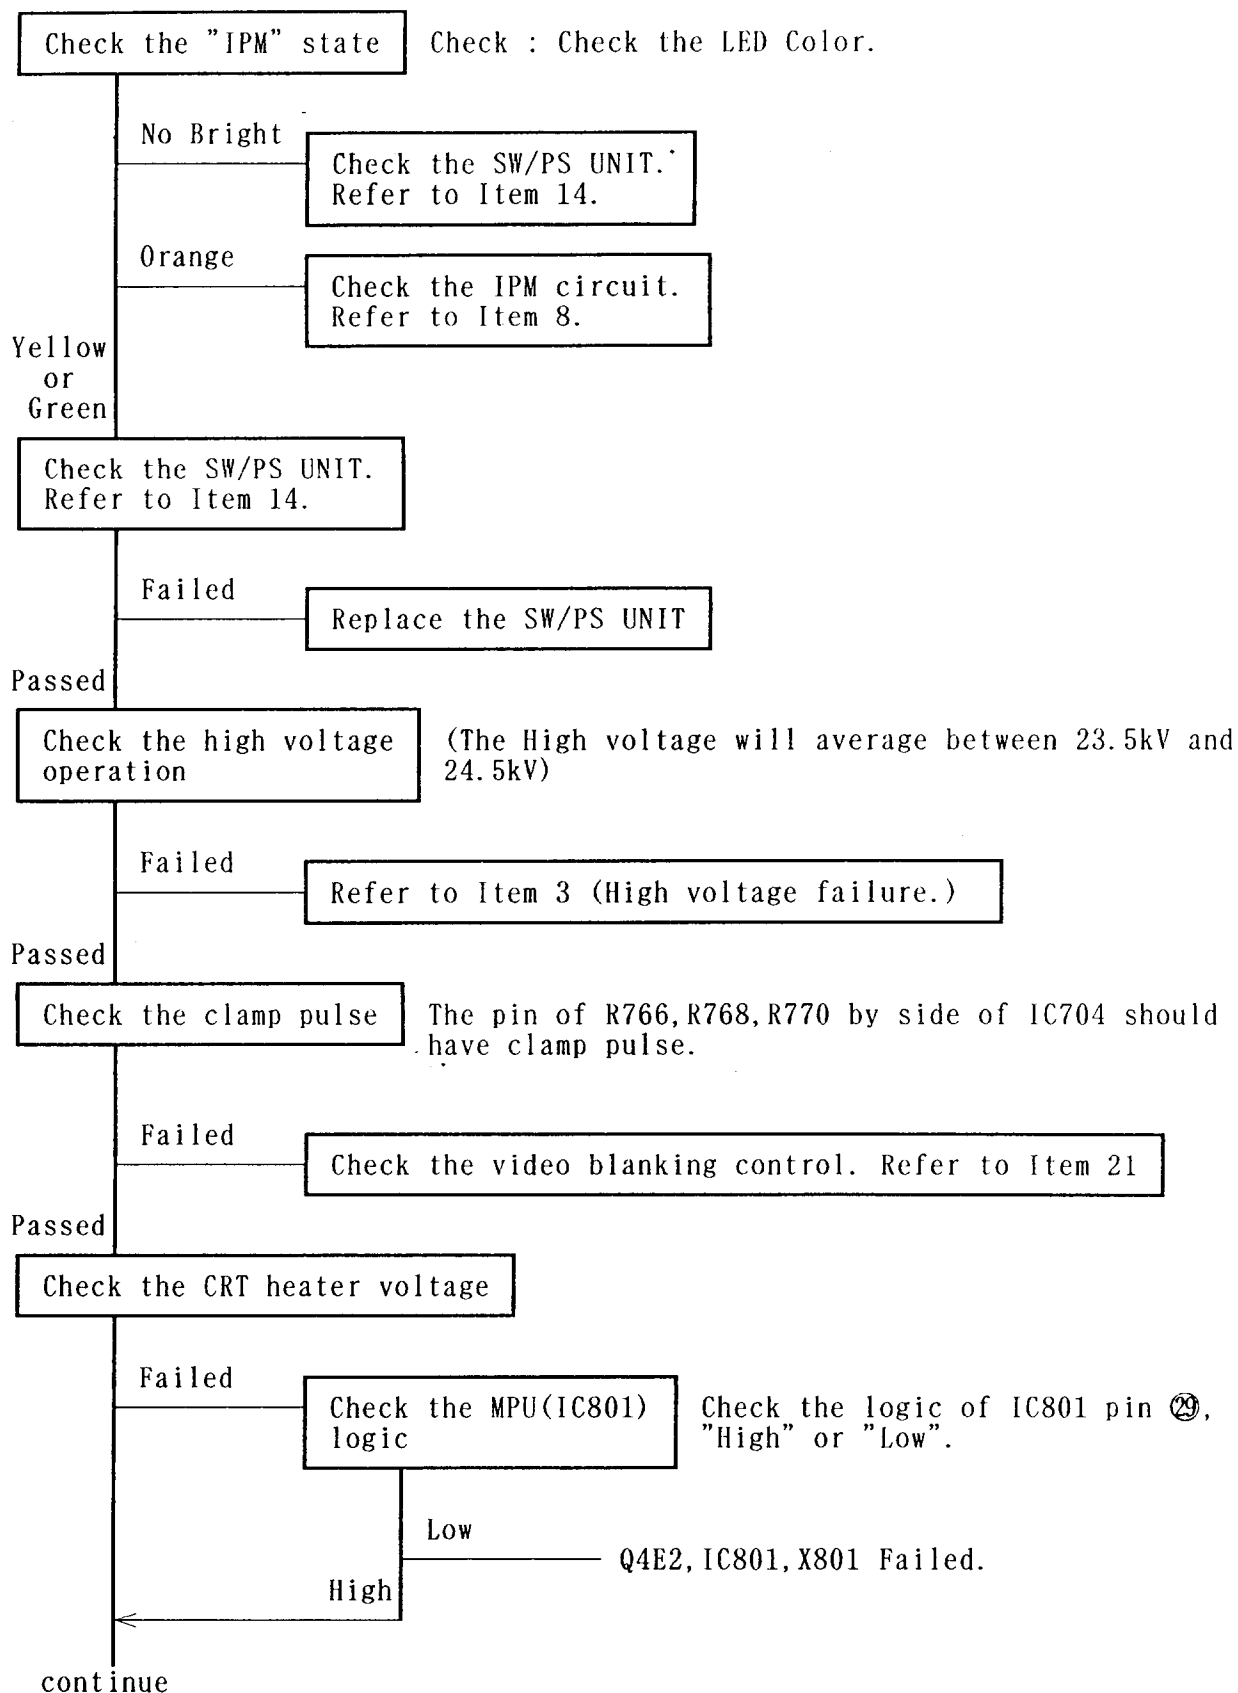 Check the "IPM" state
Check : Check the LED Color.
No Bright
Check the SW/PS UNIT.
Refer to Item 14.
Orange
Check the IPM circuit.
Refer to Item 8.
Yellow
or
Green
Check the SW/PS UNIT.
Refer to Item 14.
Failed
Replace the SW/PS UNIT
Passed
Check the high voltage
operation
(The High voltage will average between 23.5kV and
24.5kV)
Failed
Refer to Item 3 (High voltage failure.)
Passed
Check the clamp pulse
The pin of R766,R768,R770 by side of IC704 should
have clamp pulse.
Failed
Check the video blanking control. Refer to Item 21
Passed
Check the CRT heater voltage
Failed
Check the MPU(IC801)
logic
Check the logic of IC801 pin ㉙,
"High" or "Low".
Low
Q4E2,IC801,X801 Failed.
High
continue